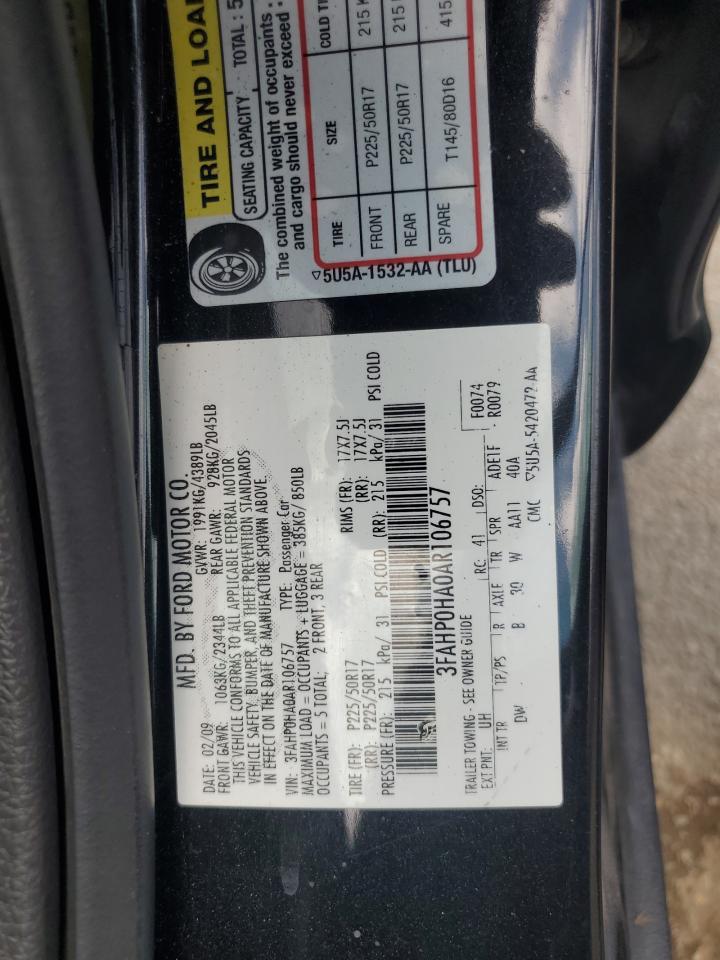 TIRE AND LOA
SEATING CAPACITY TOTAL : 5
The combined weight of occupants
and cargo should never exceed :
TIRE SIZE COLD TI
FRONT P225/50R17 215
REAR P225/50R17 215
SPARE T145/80D16 415
5U5A-1532-AA (TLU)
MFD. BY FORD MOTOR CO.
DATE: 02/09 GVWR: 1991KG/4389LB
FRONT GAWR: 1063KG/2344LB REAR GAWR: 928KG/2045LB
THIS VEHICLE CONFORMS TO ALL APPLICABLE FEDERAL MOTOR
VEHICLE SAFETY, BUMPER, AND THEFT PREVENTION STANDARDS
IN EFFECT ON THE DATE OF MANUFACTURE SHOWN ABOVE.
VIN: 3FAHP0HA0AR106757 TYPE: Passenger Car
MAXIMUM LOAD = OCCUPANTS + LUGGAGE = 385KG/ 850LB
OCCUPANTS = 5 TOTAL: 2 FRONT, 3 REAR
TIRE (FR): P225/50R17 RIMS (FR): 17X7.5J
(RR): P225/50R17 (RR): 17X7.5J
PRESSURE (FR): 215 kPa/ 31 PSI COLD (RR): 215 kPa/ 31 PSI COLD
3FAHP0HA0AR106757
TRAILER TOWING - SEE OWNER GUIDE
EXT PNT: UH RC: 41 DSO: F0074
INT TR TP/PS R AXLE TR SPR ADE1F R0079
DW B 30 W AA11 40A
CMC 5U5A-5420472-AA